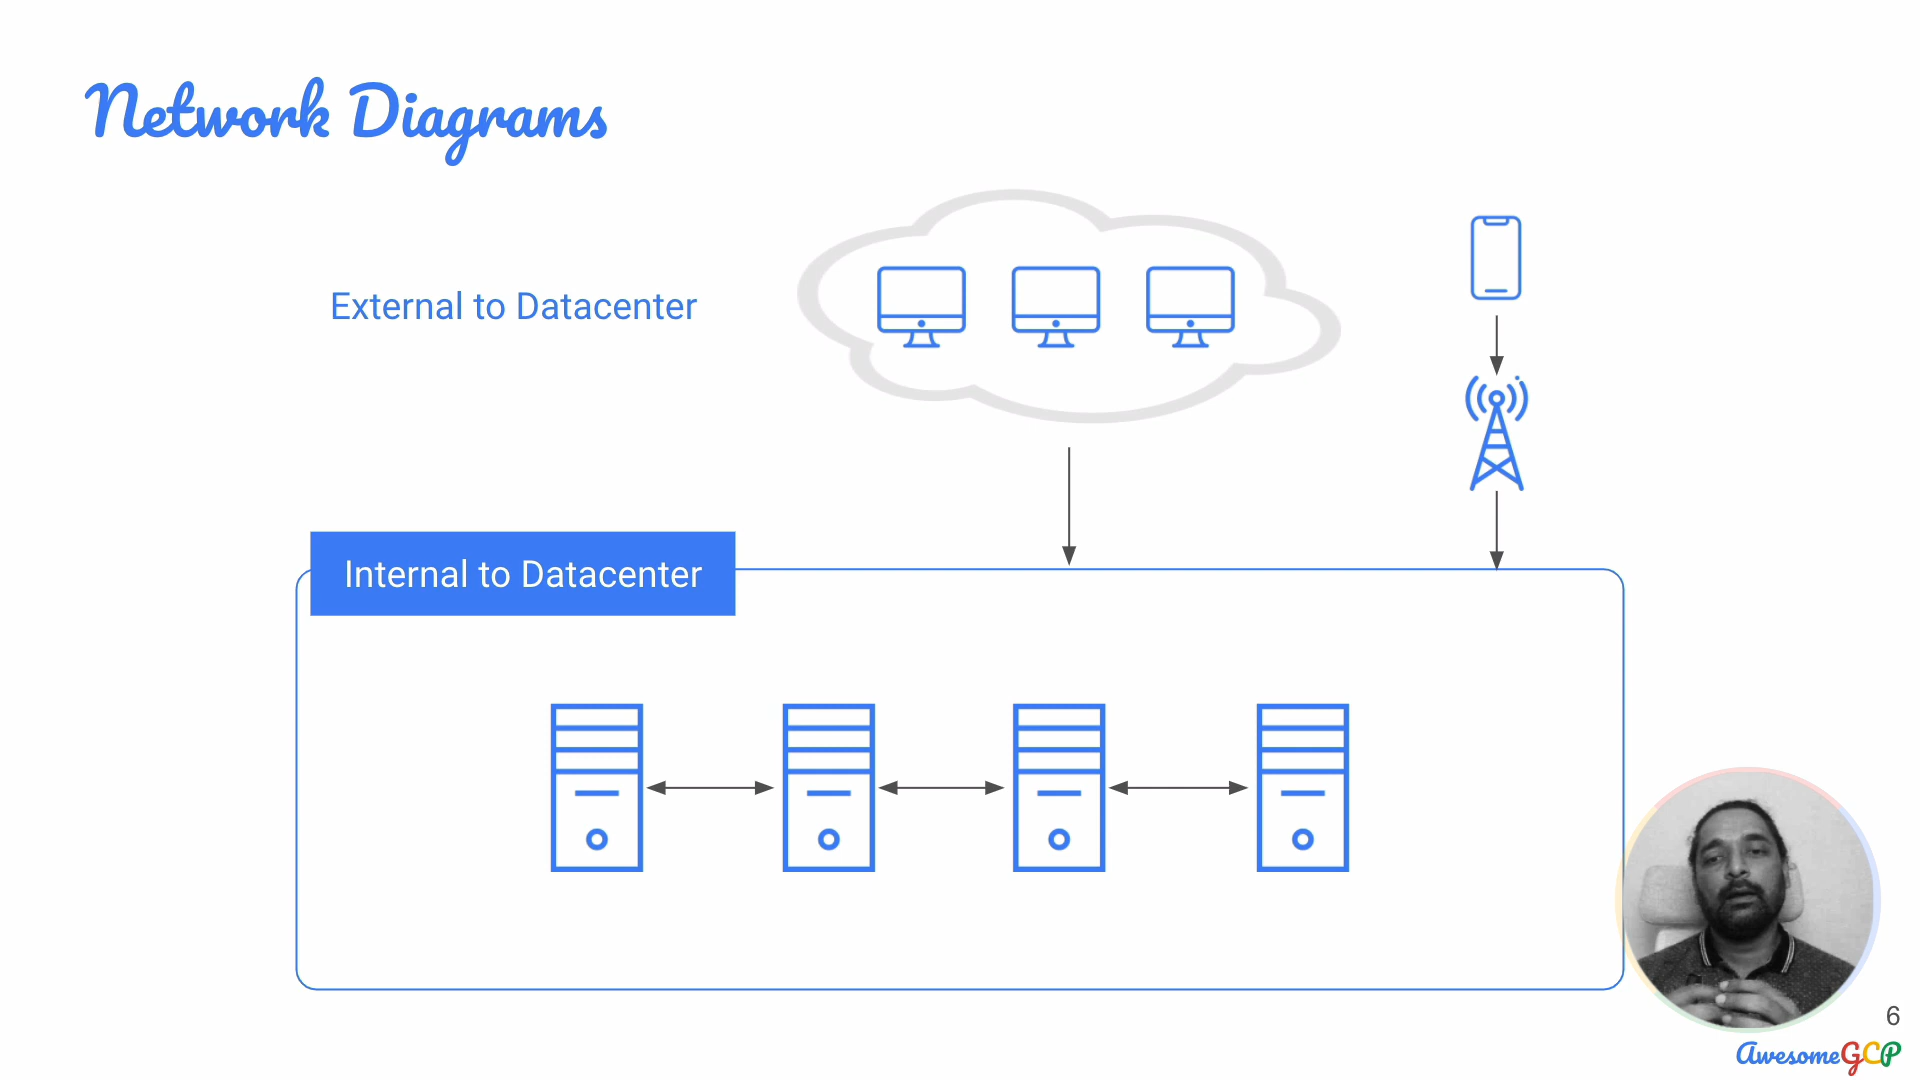 Network Diagrams
External to Datacenter
Internal to Datacenter
6
AwesomeGCP